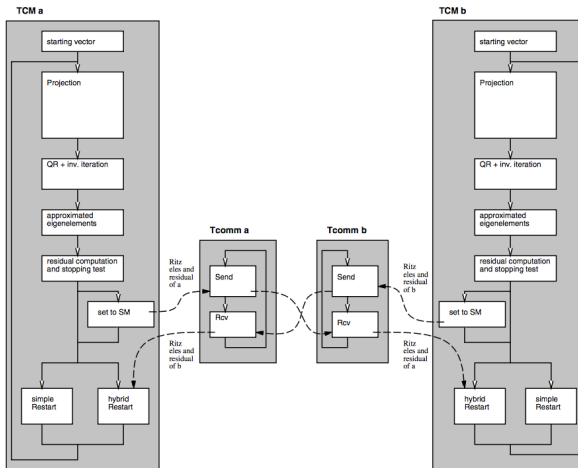 TCM a
starting vector
Projection
QR + inv. iteration
approximated
eigenelements
residual computation
and stopping test
set to SM
simple
Restart
hybrid
Restart
Ritz
eles and
residual
of a
Ritz
eles and
residual
of b
Tcomm a
Send
Rcv
Tcomm b
Send
Rcv
Ritz
eles and
residual
of b
Ritz
eles and
residual
of a
TCM b
starting vector
Projection
QR + inv. iteration
approximated
eigenelements
residual computation
and stopping test
set to SM
hybrid
Restart
simple
Restart